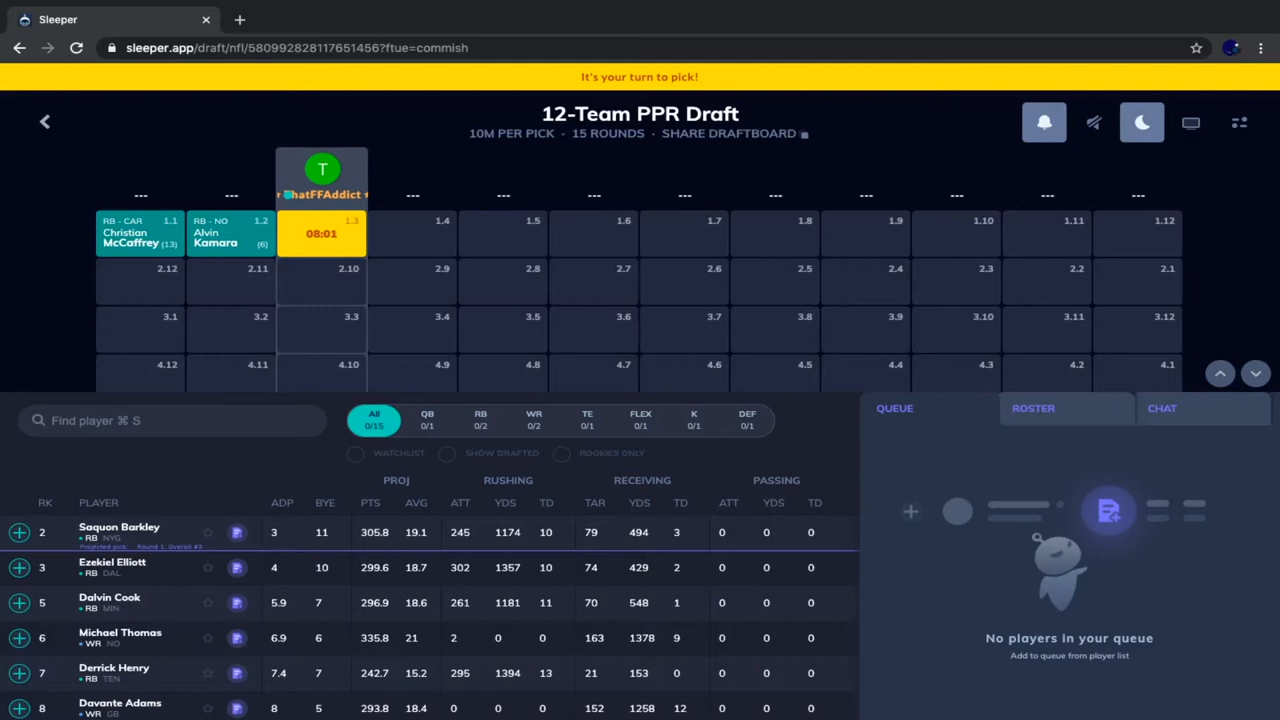 Sleeper
sleeper.app/draft/nfl/580992828117651456?ftue=commish
It's your turn to pick!
12-Team PPR Draft
10M PER PICK · 15 ROUNDS · SHARE DRAFTBOARD
T
--- --- hatFFAddict --- --- --- --- --- --- --- --- ---
RB - CAR 1.1 RB - NO 1.2 1.3 1.4 1.5 1.6 1.7 1.8 1.9 1.10 1.11 1.12
Christian Alvin 08:01
McCaffrey (13) Kamara (6)
2.12 2.11 2.10 2.9 2.8 2.7 2.6 2.5 2.4 2.3 2.2 2.1
3.1 3.2 3.3 3.4 3.5 3.6 3.7 3.8 3.9 3.10 3.11 3.12
4.12 4.11 4.10 4.9 4.8 4.7 4.6 4.5 4.4 4.3 4.2 4.1
Find player ⌘ S
All QB RB WR TE FLEX K DEF
0/15 0/1 0/2 0/2 0/1 0/1 0/1 0/1
WATCHLIST SHOW DRAFTED ROOKIES ONLY
PROJ RUSHING RECEIVING PASSING
RK PLAYER ADP BYE PTS AVG ATT YDS TD TAR YDS TD ATT YDS TD
2 Saquon Barkley 3 11 305.8 19.1 245 1174 10 79 494 3 0 0 0
RB NYG
Projected pick: Round 1, Overall #3
3 Ezekiel Elliott 4 10 299.6 18.7 302 1357 10 74 429 2 0 0 0
RB DAL
5 Dalvin Cook 5.9 7 296.9 18.6 261 1181 11 70 548 1 0 0 0
RB MIN
6 Michael Thomas 6.9 6 335.8 21 2 0 0 163 1378 9 0 0 0
WR NO
7 Derrick Henry 7.4 7 242.7 15.2 295 1394 13 21 153 0 0 0 0
RB TEN
8 Davante Adams 8 5 293.8 18.4 0 0 0 152 1258 12 0 0 0
WR GB
QUEUE ROSTER CHAT
No players in your queue
Add to queue from player list